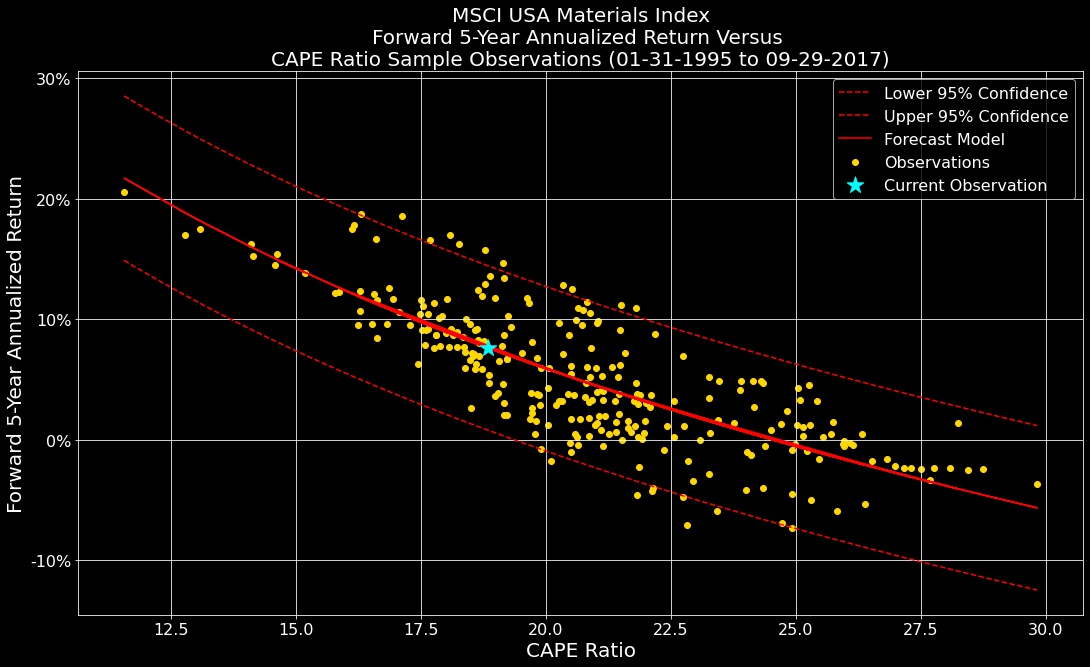 MSCI USA Materials Index
Forward 5-Year Annualized Return Versus
CAPE Ratio Sample Observations (01-31-1995 to 09-29-2017)
Lower 95% Confidence
Upper 95% Confidence
Forecast Model
Observations
Current Observation
Forward 5-Year Annualized Return
30%
20%
10%
0%
-10%
12.5 15.0 17.5 20.0 22.5 25.0 27.5 30.0
CAPE Ratio